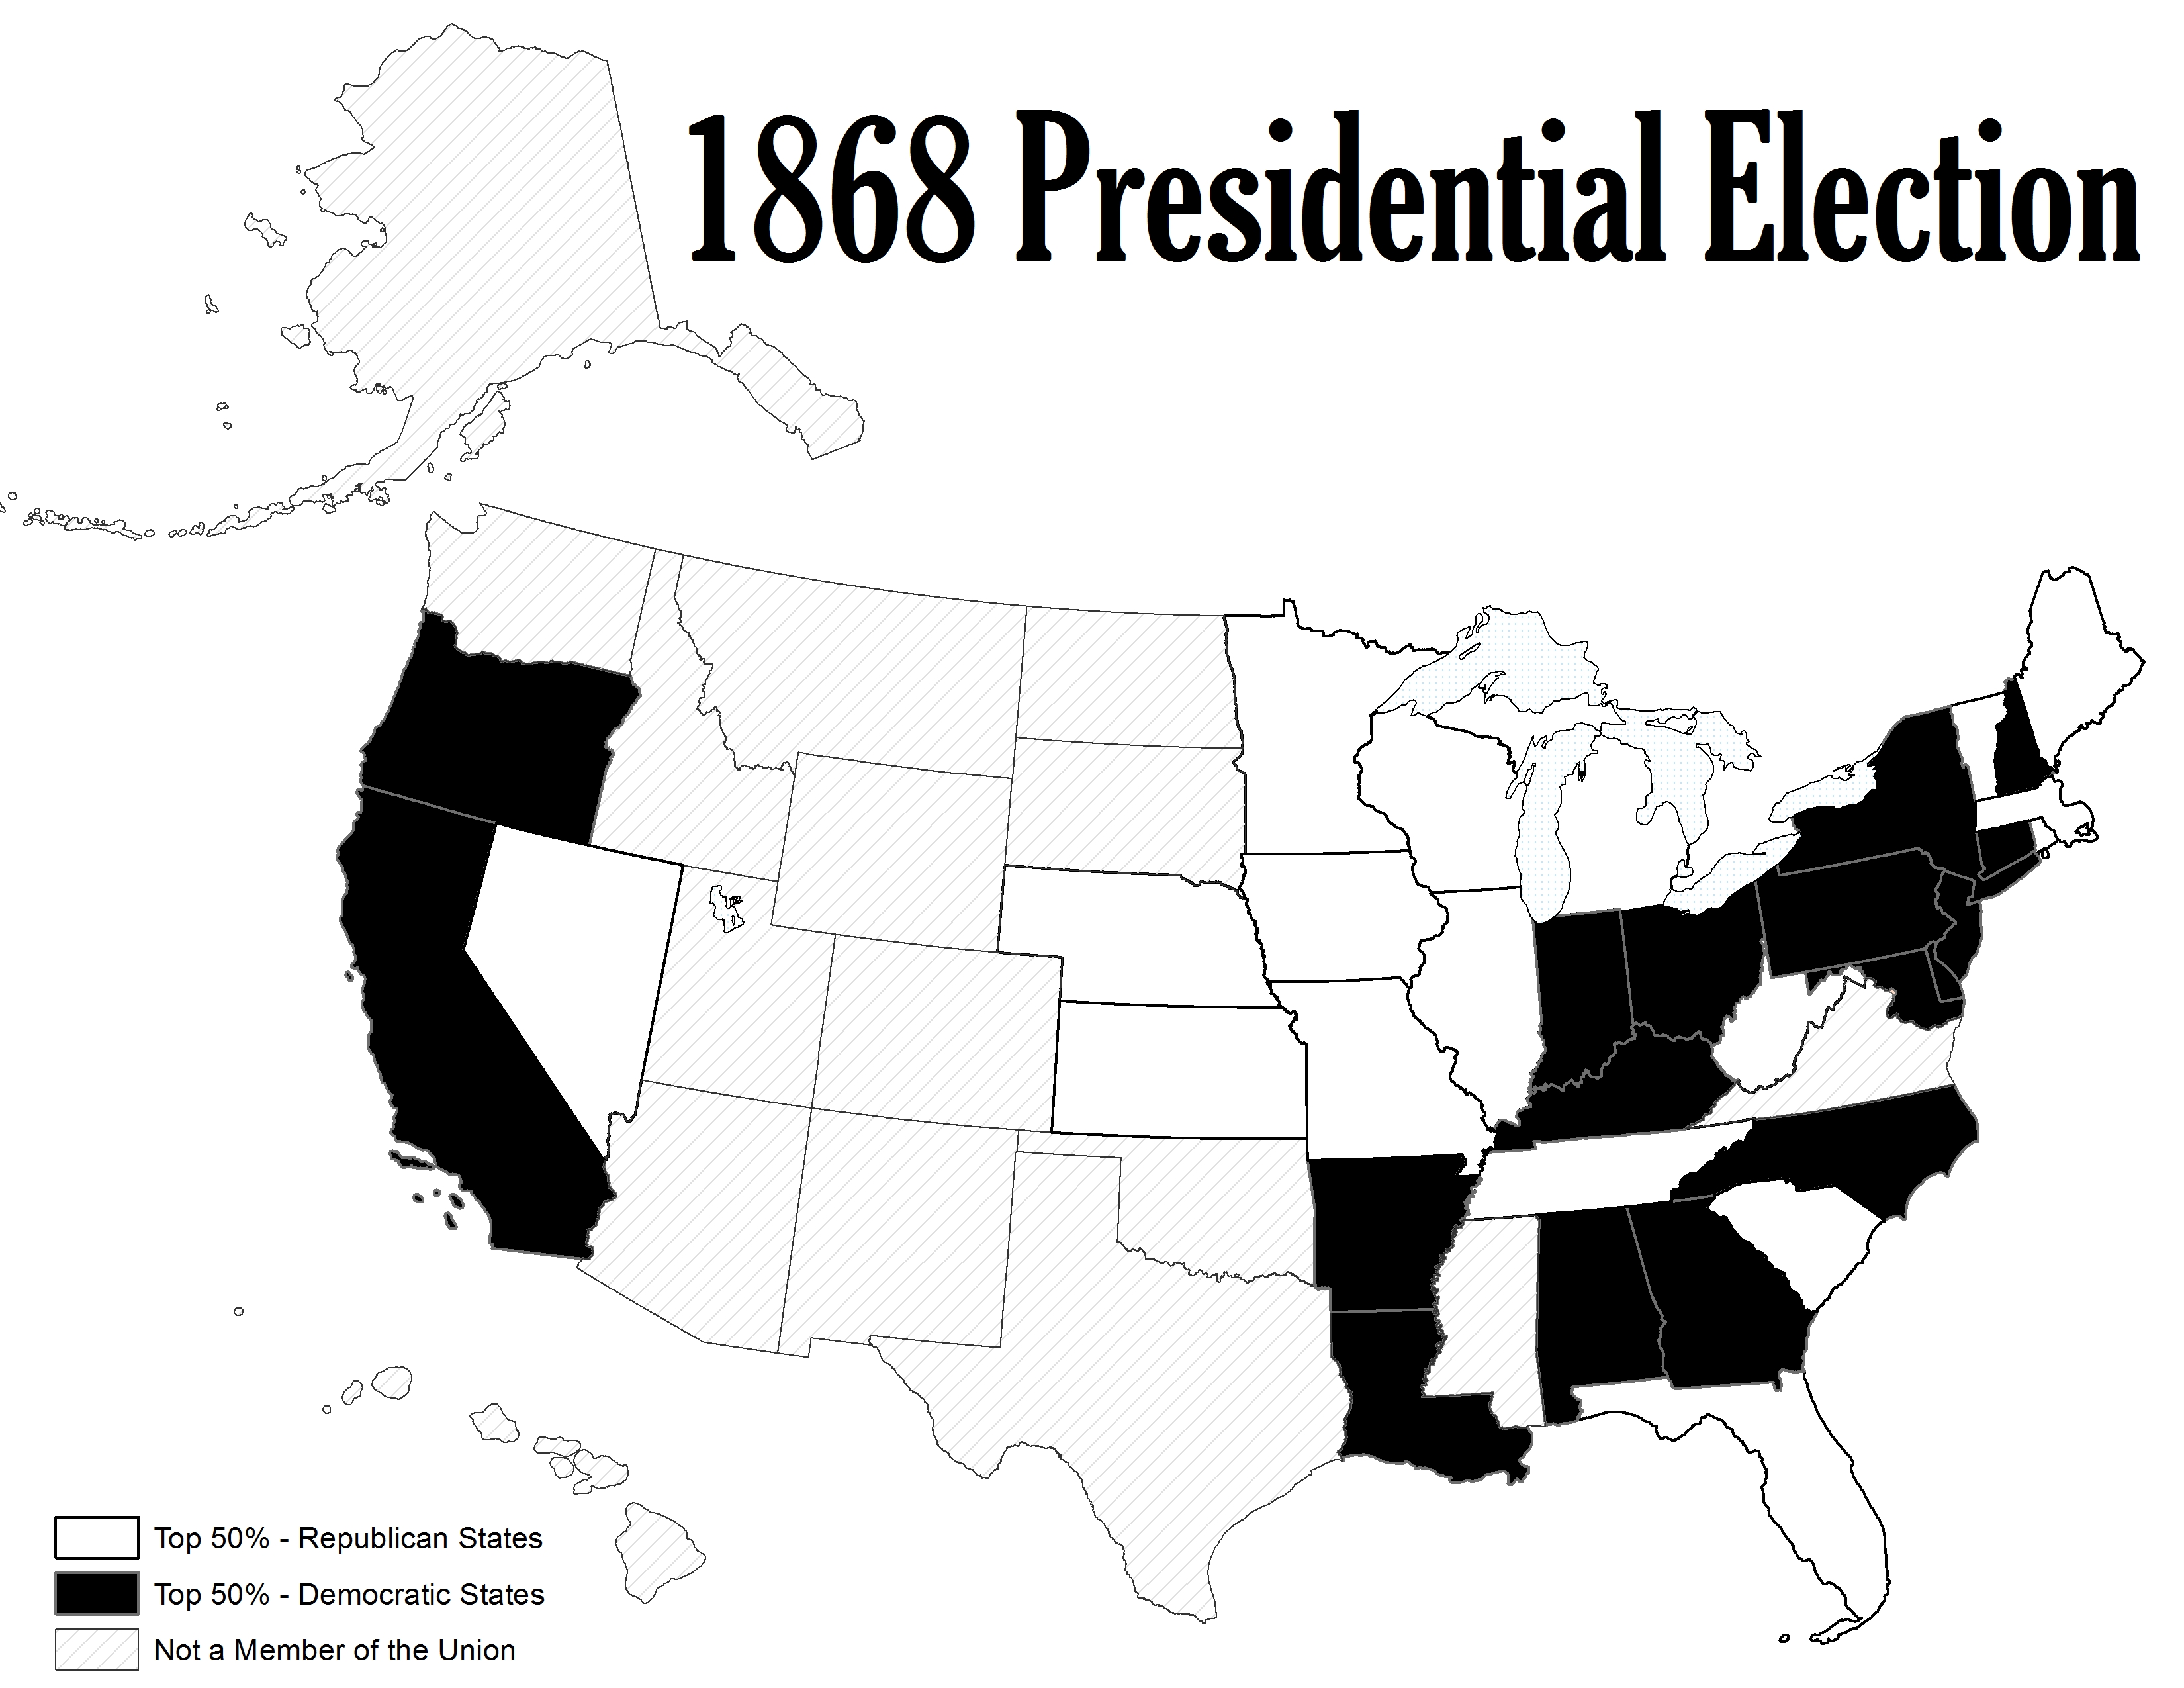 1868 Presidential Election
Top 50% - Republican States
Top 50% - Democratic States
Not a Member of the Union